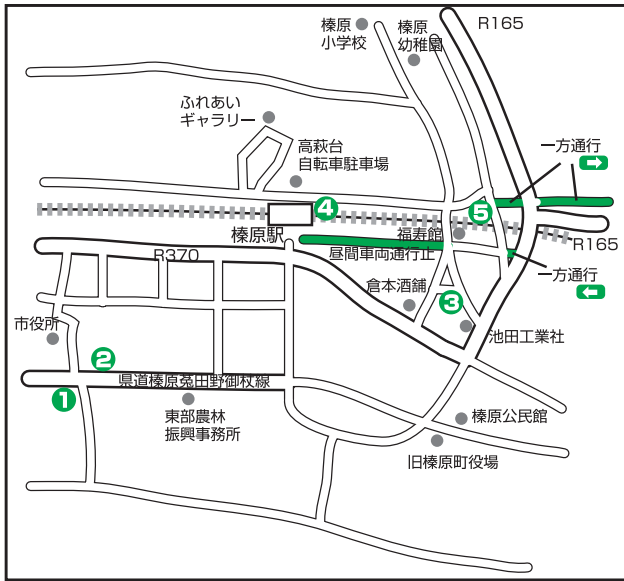 榛原
小学校
榛原
幼稚園
R165
ふれあい
ギャラリー
高萩台
自転車駐車場
一方通行
4
5
榛原駅
福寿館
R165
昼間車両通行止
R370
一方通行
倉本酒舗
3
市役所
池田工業社
2
県道榛原菟田野御杖線
1
東部農林
振興事務所
榛原公民館
旧榛原町役場